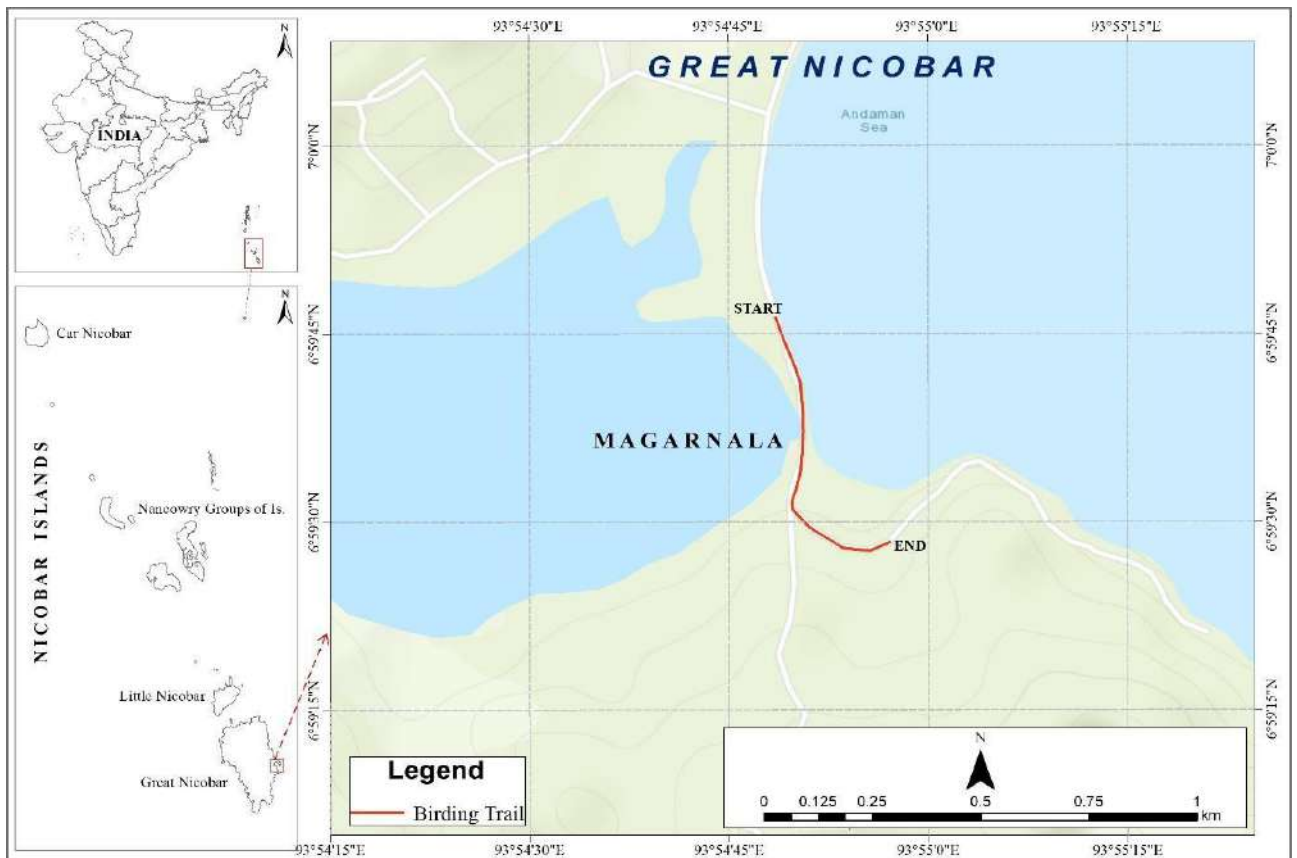 93°54'30"E
93°54'45"E
93°55'0"E
93°55'15"E
N
INDIA
GREAT NICOBAR
Andaman
Sea
7°0'0"N
7°0'0"N
N
Car Nicobar
START
6°59'45"N
6°59'45"N
MAGARNALA
NICOBAR ISLANDS
Nancowry Groups of Is.
6°59'30"N
6°59'30"N
END
Little Nicobar
6°59'15"N
6°59'15"N
Great Nicobar
Legend
Birding Trail
N
0 0.125 0.25 0.5 0.75 1
km
93°54'15"E
93°54'30"E
93°54'45"E
93°55'0"E
93°55'15"E